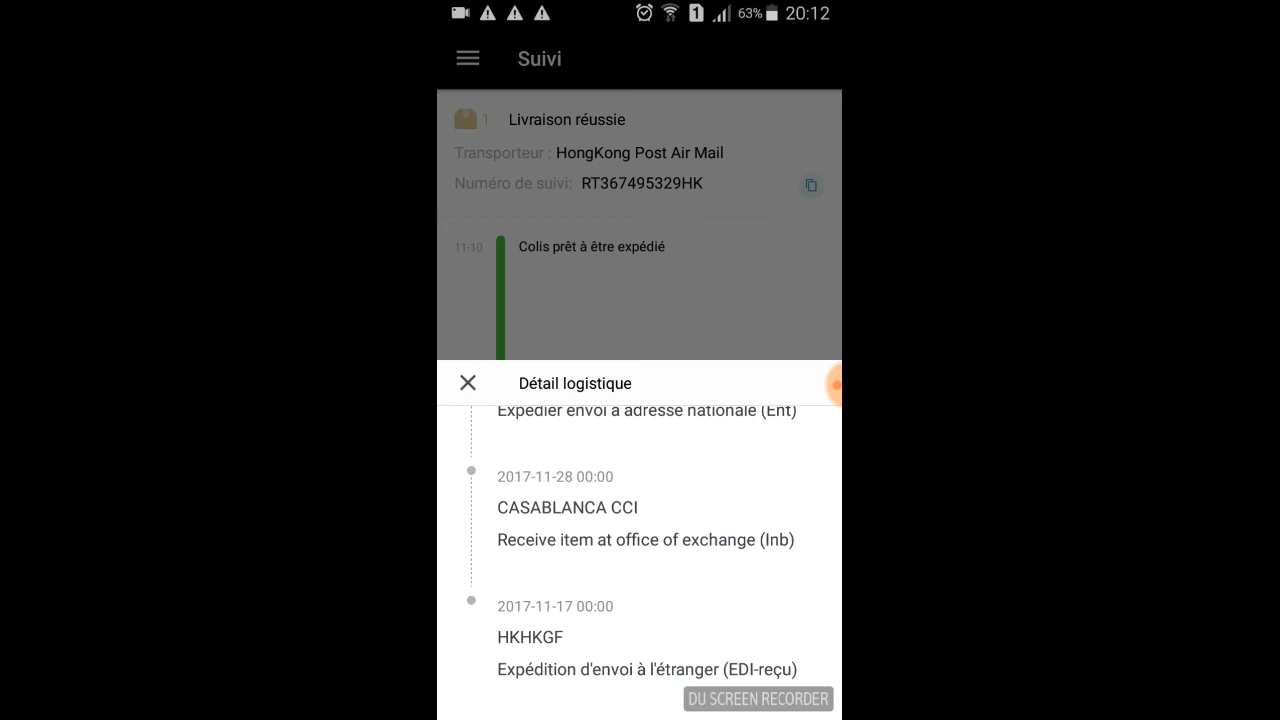 1 63% 20:12
Suivi
1 Livraison réussie
Transporteur : HongKong Post Air Mail
Numéro de suivi: RT367495329HK
11-10 Colis prêt à être expédié
Détail logistique
Expédier envoi à adresse nationale (Ent)
2017-11-28 00:00
CASABLANCA CCI
Receive item at office of exchange (Inb)
2017-11-17 00:00
HKHKGF
Expédition d'envoi à l'étranger (EDI-reçu)
DU SCREEN RECORDER